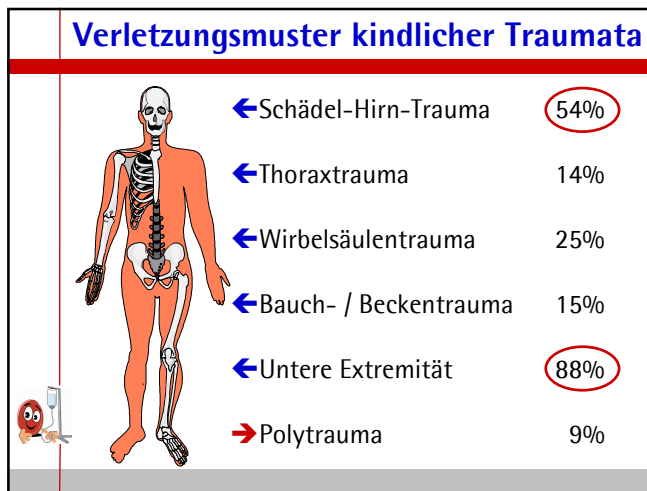 Verletzungsmuster kindlicher Traumata
Schädel-Hirn-Trauma 54%
Thoraxtrauma 14%
Wirbelsäulentrauma 25%
Bauch- / Beckentrauma 15%
Untere Extremität 88%
Polytrauma 9%